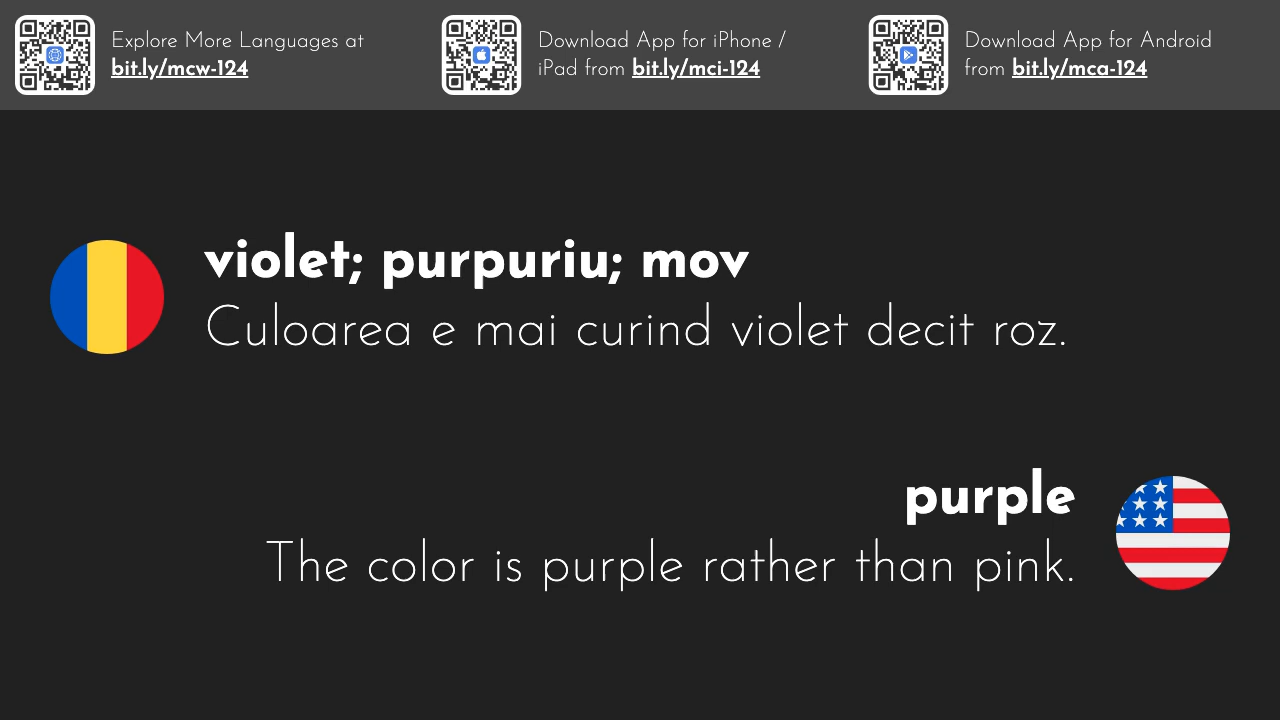 Explore More Languages at
bit.ly/mcw-124
Download App for iPhone /
iPad from bit.ly/mci-124
Download App for Android
from bit.ly/mca-124
violet; purpuriu; mov
Culoarea e mai curind violet decit roz.
purple
The color is purple rather than pink.